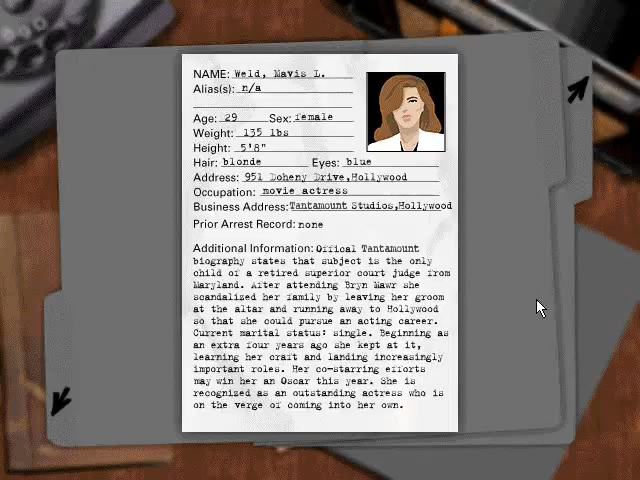 NAME: Weld, Mavis L.
Alias(s): n/a
Age: 29 Sex: female
Weight: 135 lbs
Height: 5'8"
Hair: blonde Eyes: blue
Address: 951 Doheny Drive,Hollywood
Occupation: movie actress
Business Address:Tantamount Studios,Hollywood
Prior Arrest Record: none
Additional Information: Offical Tantamount
biography states that subject is the only
child of a retired superior court judge from
Maryland. After attending Bryn Mawr she
scandalized her family by leaving her groom
at the altar and running away to Hollywood
so that she could pursue an acting career.
Current marital status: single. Beginning as
an extra four years ago she kept at it,
learning her craft and landing increasingly
important roles. Her co-starring efforts
may win her an Oscar this year. She is
recognized as an outstanding actress who is
on the verge of coming into her own.